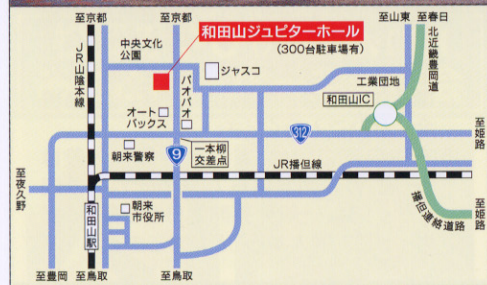 至京都
至京都
至山東
至春日
和田山ジュピターホール
(300台駐車場有)
中央文化
公園
ジャスコ
北近畿豊岡道
JR山陰本線
パオパオ
工業団地
和田山IC
オート
バックス
312
至姫路
朝来警察
9
一本柳
交差点
JR播但線
至夜久野
朝来
市役所
和田山駅
播但連絡道路
至姫路
至豊岡
至鳥取
至鳥取